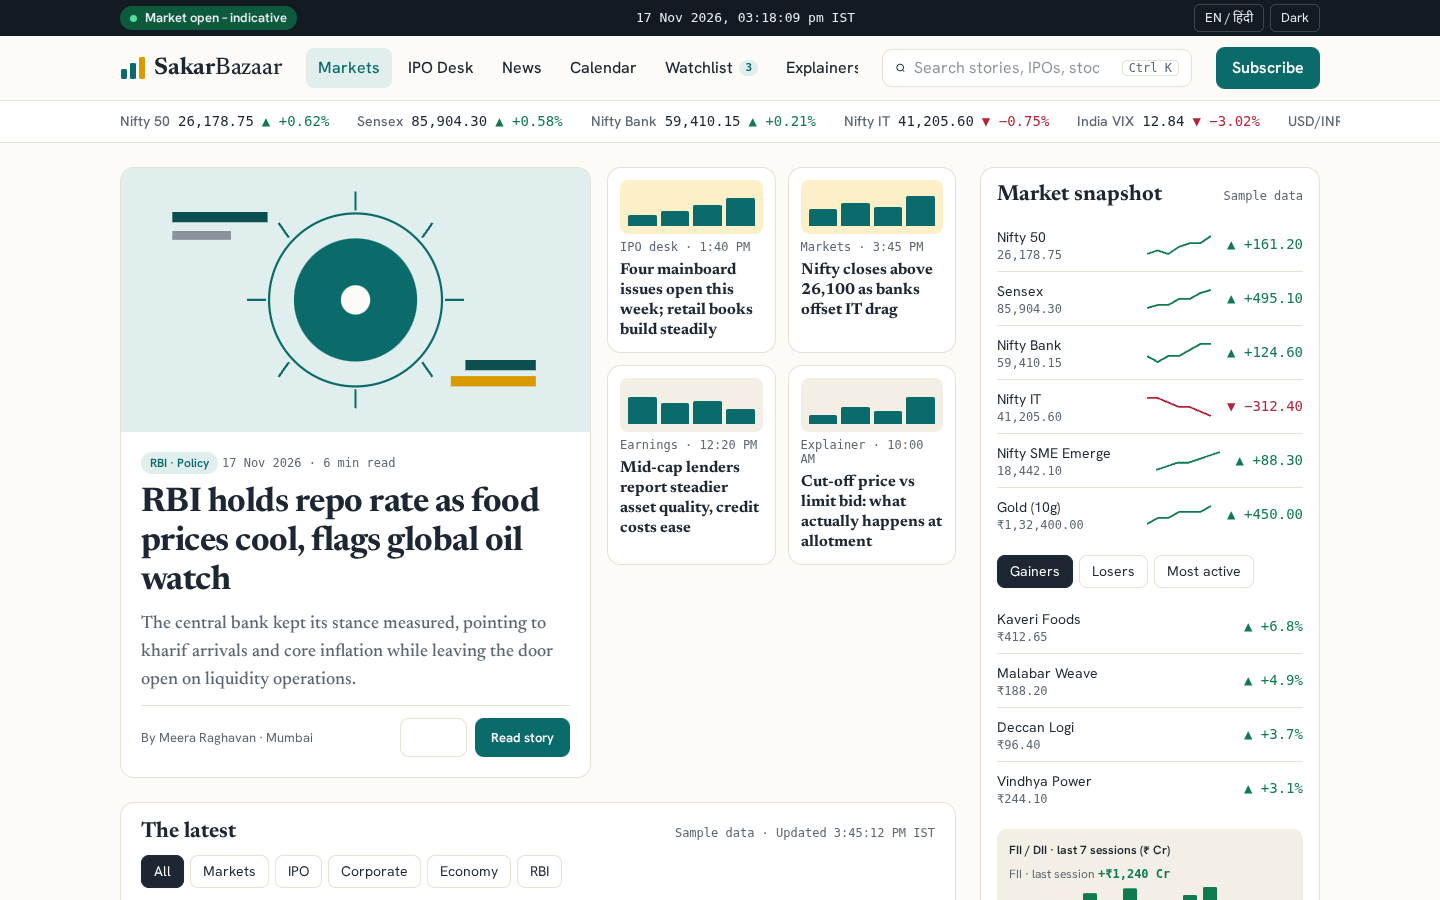 Market open – indicative
17 Nov 2026, 03:18:09 pm IST
EN / हिंदी
Dark
SakarBazaar
Markets
IPO Desk
News
Calendar
Watchlist 3
Explainers
Search stories, IPOs, stoc
Ctrl K
Subscribe
Nifty 50 26,178.75 ▲ +0.62%
Sensex 85,904.30 ▲ +0.58%
Nifty Bank 59,410.15 ▲ +0.21%
Nifty IT 41,205.60 ▼ −0.75%
India VIX 12.84 ▼ −3.02%
USD/INR
RBI · Policy 17 Nov 2026 · 6 min read
RBI holds repo rate as food
prices cool, flags global oil
watch
The central bank kept its stance measured, pointing to
kharif arrivals and core inflation while leaving the door
open on liquidity operations.
By Meera Raghavan · Mumbai
Read story
IPO desk · 1:40 PM
Four mainboard
issues open this
week; retail books
build steadily
Markets · 3:45 PM
Nifty closes above
26,100 as banks
offset IT drag
Earnings · 12:20 PM
Mid-cap lenders
report steadier
asset quality, credit
costs ease
Explainer · 10:00
AM
Cut-off price vs
limit bid: what
actually happens at
allotment
The latest
Sample data · Updated 3:45:12 PM IST
All
Markets
IPO
Corporate
Economy
RBI
Market snapshot
Sample data
Nifty 50
26,178.75
▲ +161.20
Sensex
85,904.30
▲ +495.10
Nifty Bank
59,410.15
▲ +124.60
Nifty IT
41,205.60
▼ −312.40
Nifty SME Emerge
18,442.10
▲ +88.30
Gold (10g)
₹1,32,400.00
▲ +450.00
Gainers
Losers
Most active
Kaveri Foods
₹412.65
▲ +6.8%
Malabar Weave
₹188.20
▲ +4.9%
Deccan Logi
₹96.40
▲ +3.7%
Vindhya Power
₹244.10
▲ +3.1%
FII / DII · last 7 sessions (₹ Cr)
FII · last session +₹1,240 Cr